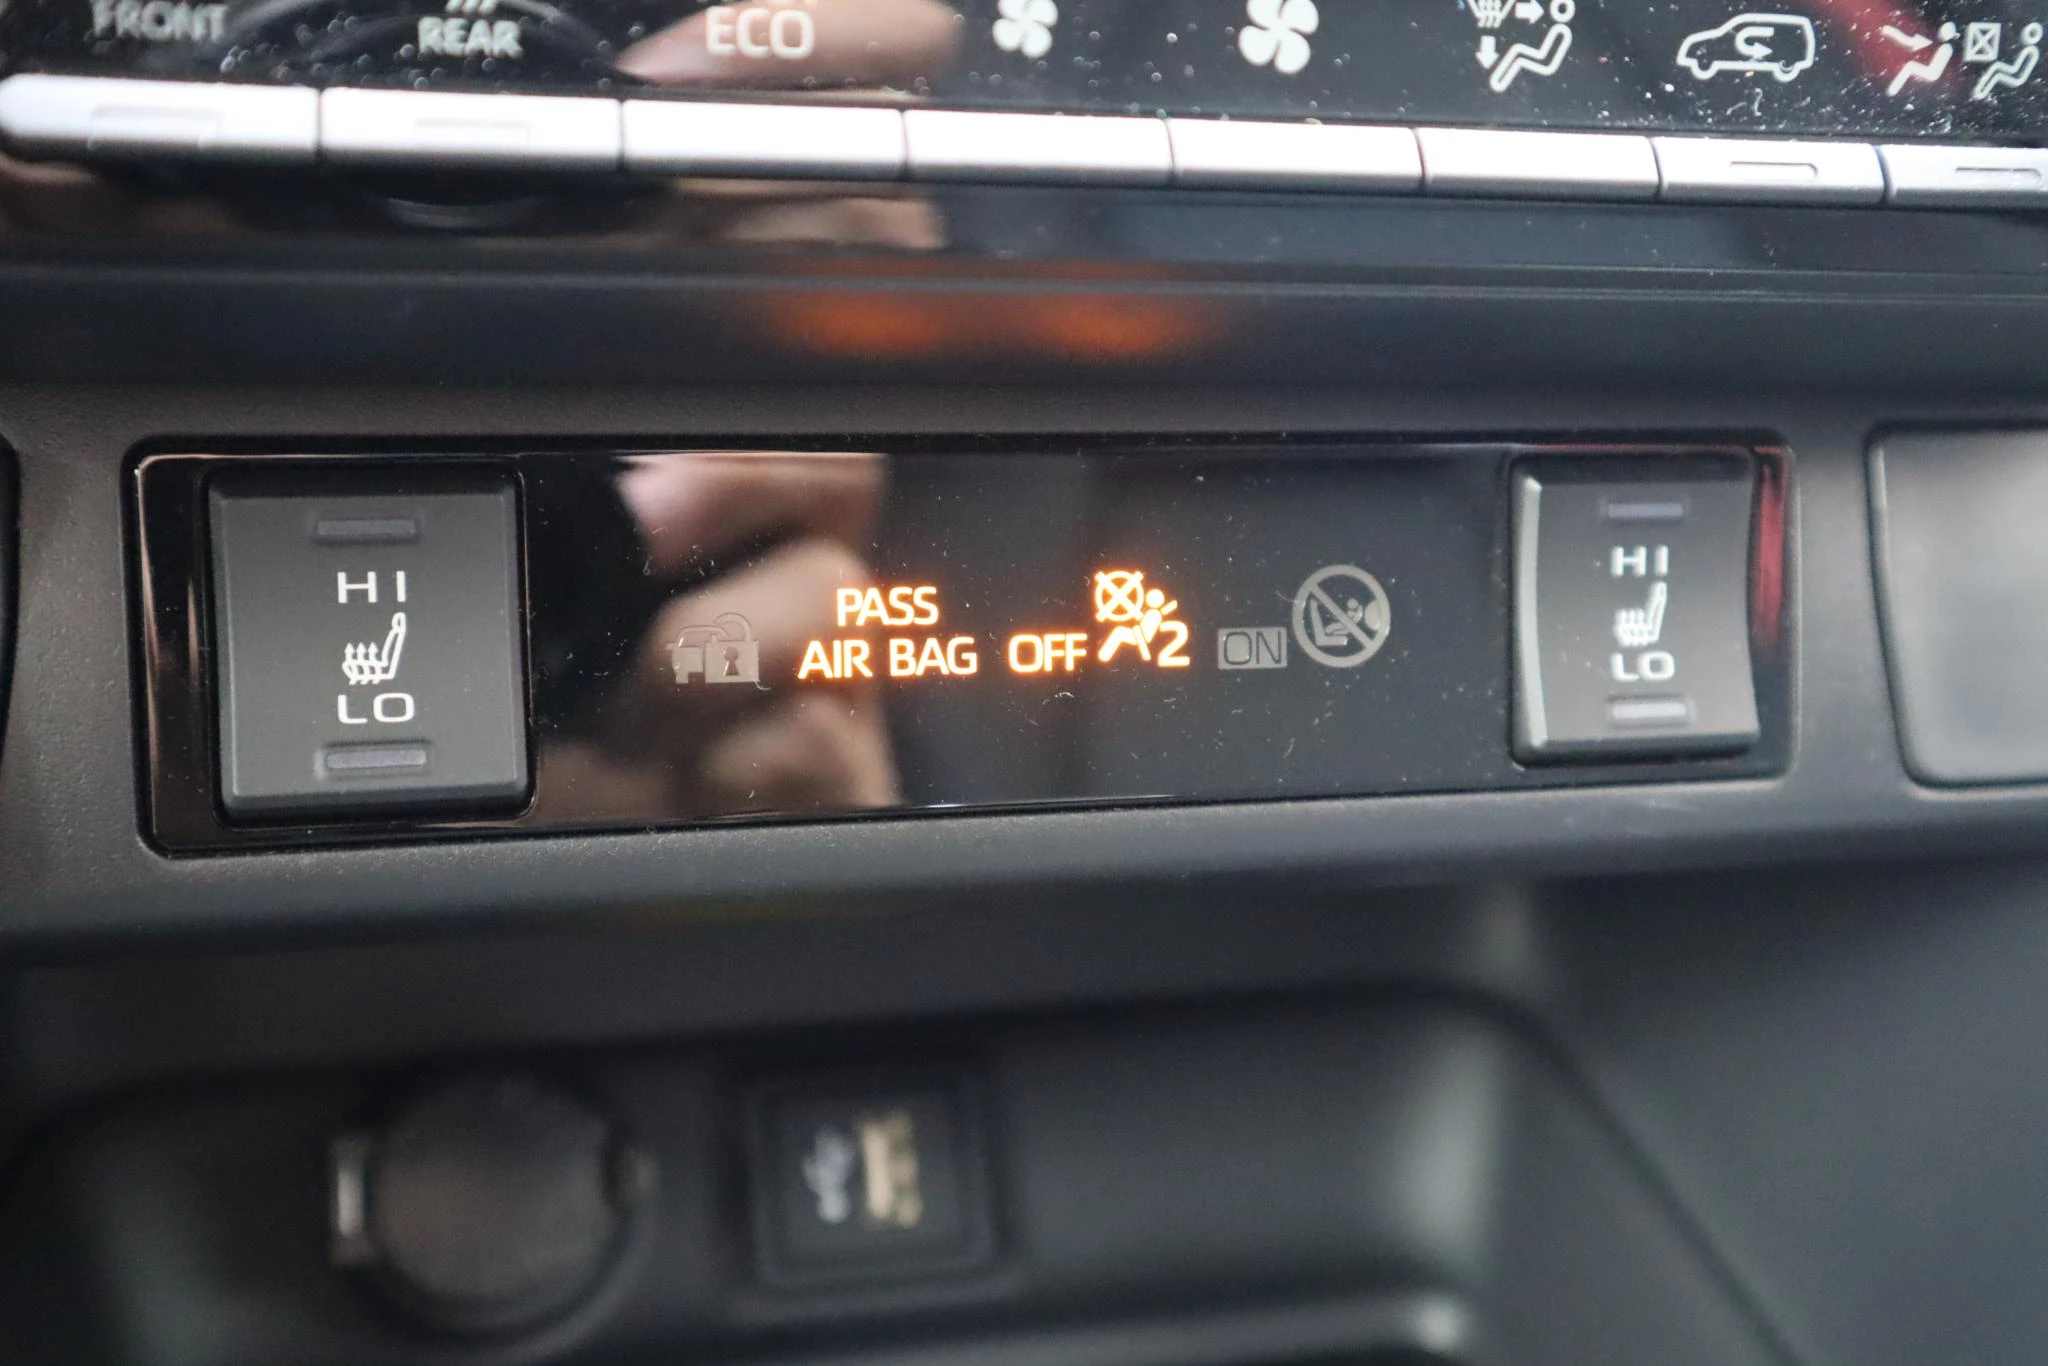 FRONT
REAR
ECO
HI
LO
PASS
AIR BAG OFF 2 ON
HI
LO